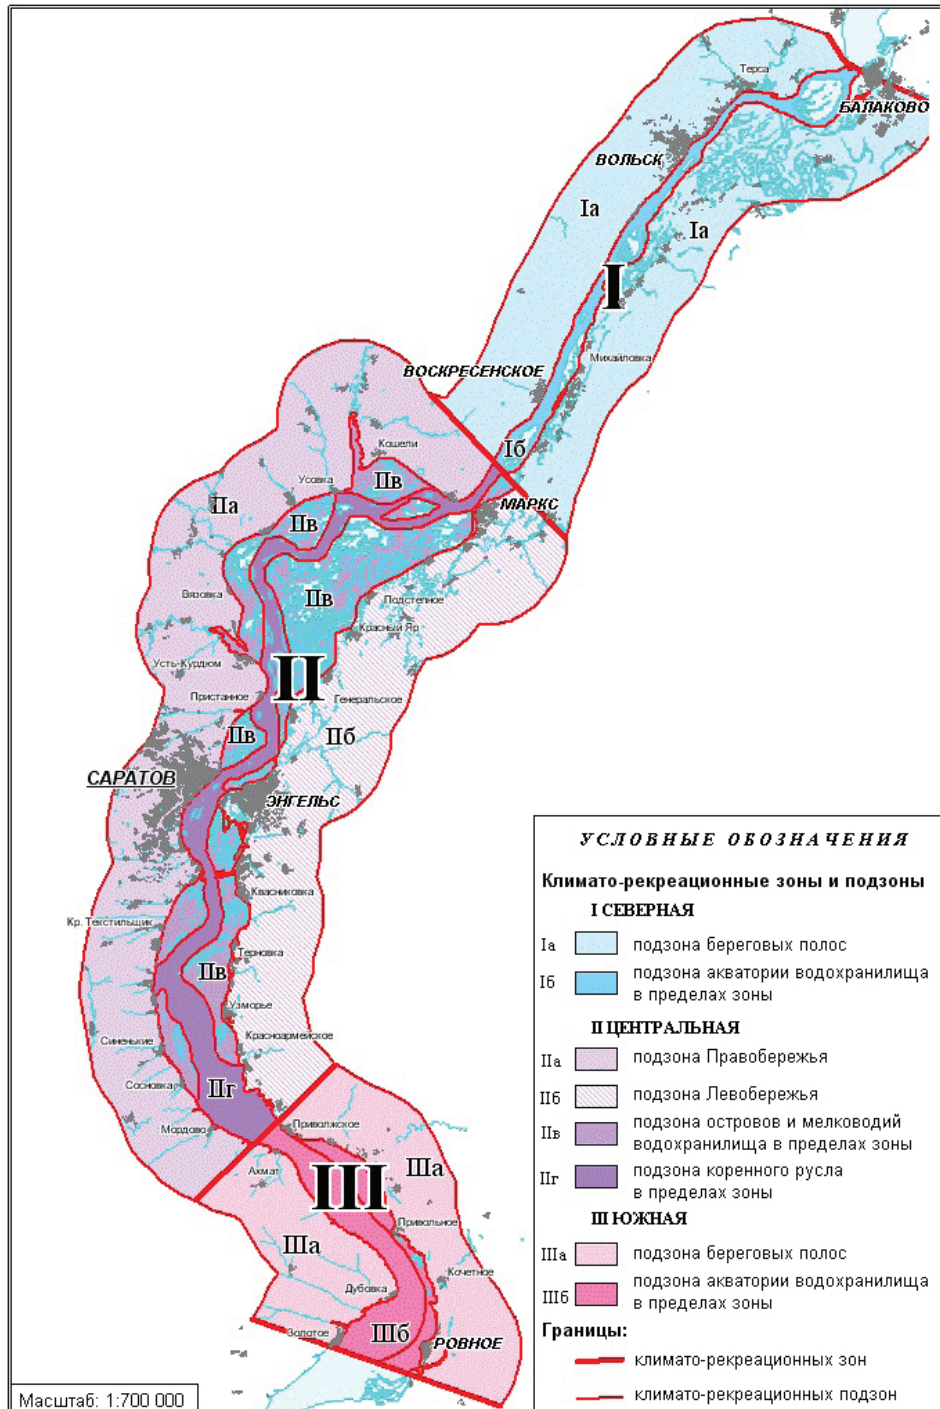 Терса
БАЛАКОВО
ВОЛЬСК
Iа
Iа
I
Михайловка
ВОСКРЕСЕНСКОЕ
Кошели
Iб
Усовка
IIв
МАРКС
IIа
IIв
Вязовка
IIв
Подстепное
Красный Яр
Усть-Курдюм
II
Пристанное
Генеральское
IIв
IIб
САРАТОВ
ЭНГЕЛЬС
Квасниковка
Кр. Текстильщик
Терновка
IIв
Узморье
Синенькие
Красноармейское
Сосновка
IIг
Мордово
Приволжское
Ахмат
III
IIIа
Привольное
IIIа
Кочетное
Дубовка
Золотое
IIIб
РОВНОЕ
Масштаб: 1:700 000
УСЛОВНЫЕ ОБОЗНАЧЕНИЯ
Климато-рекреационные зоны и подзоны
I СЕВЕРНАЯ
Iа подзона береговых полос
Iб подзона акватории водохранилища
в пределах зоны
II ЦЕНТРАЛЬНАЯ
IIа подзона Правобережья
IIб подзона Левобережья
IIв подзона островов и мелководий
водохранилища в пределах зоны
IIг подзона коренного русла
в пределах зоны
III ЮЖНАЯ
IIIа подзона береговых полос
IIIб подзона акватории водохранилища
в пределах зоны
Границы:
климато-рекреационных зон
климато-рекреационных подзон